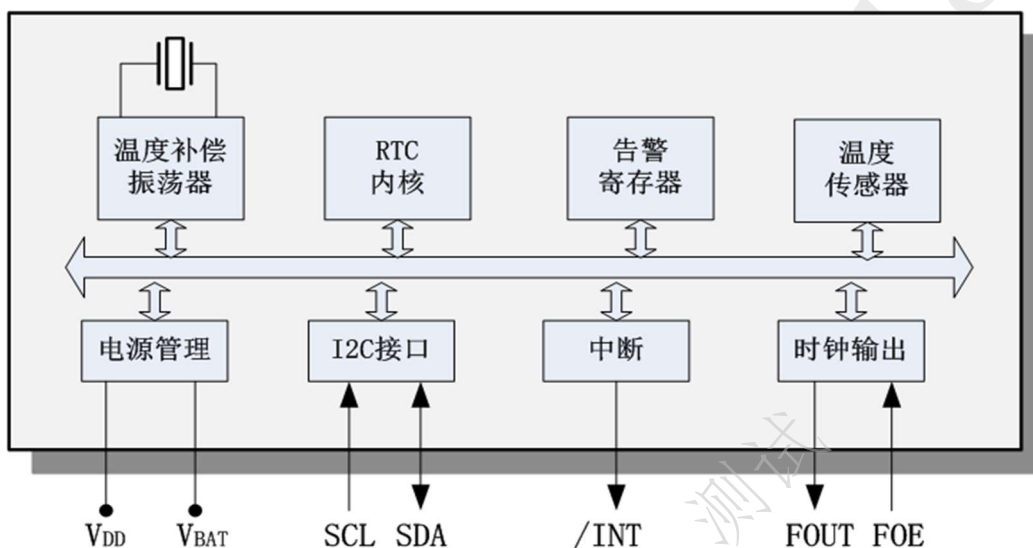 温度补偿
振荡器
RTC
内核
告警
寄存器
温度
传感器
电源管理
I2C接口
中断
时钟输出
VDD
VBAT
SCL
SDA
/INT
FOUT
FOE
测试